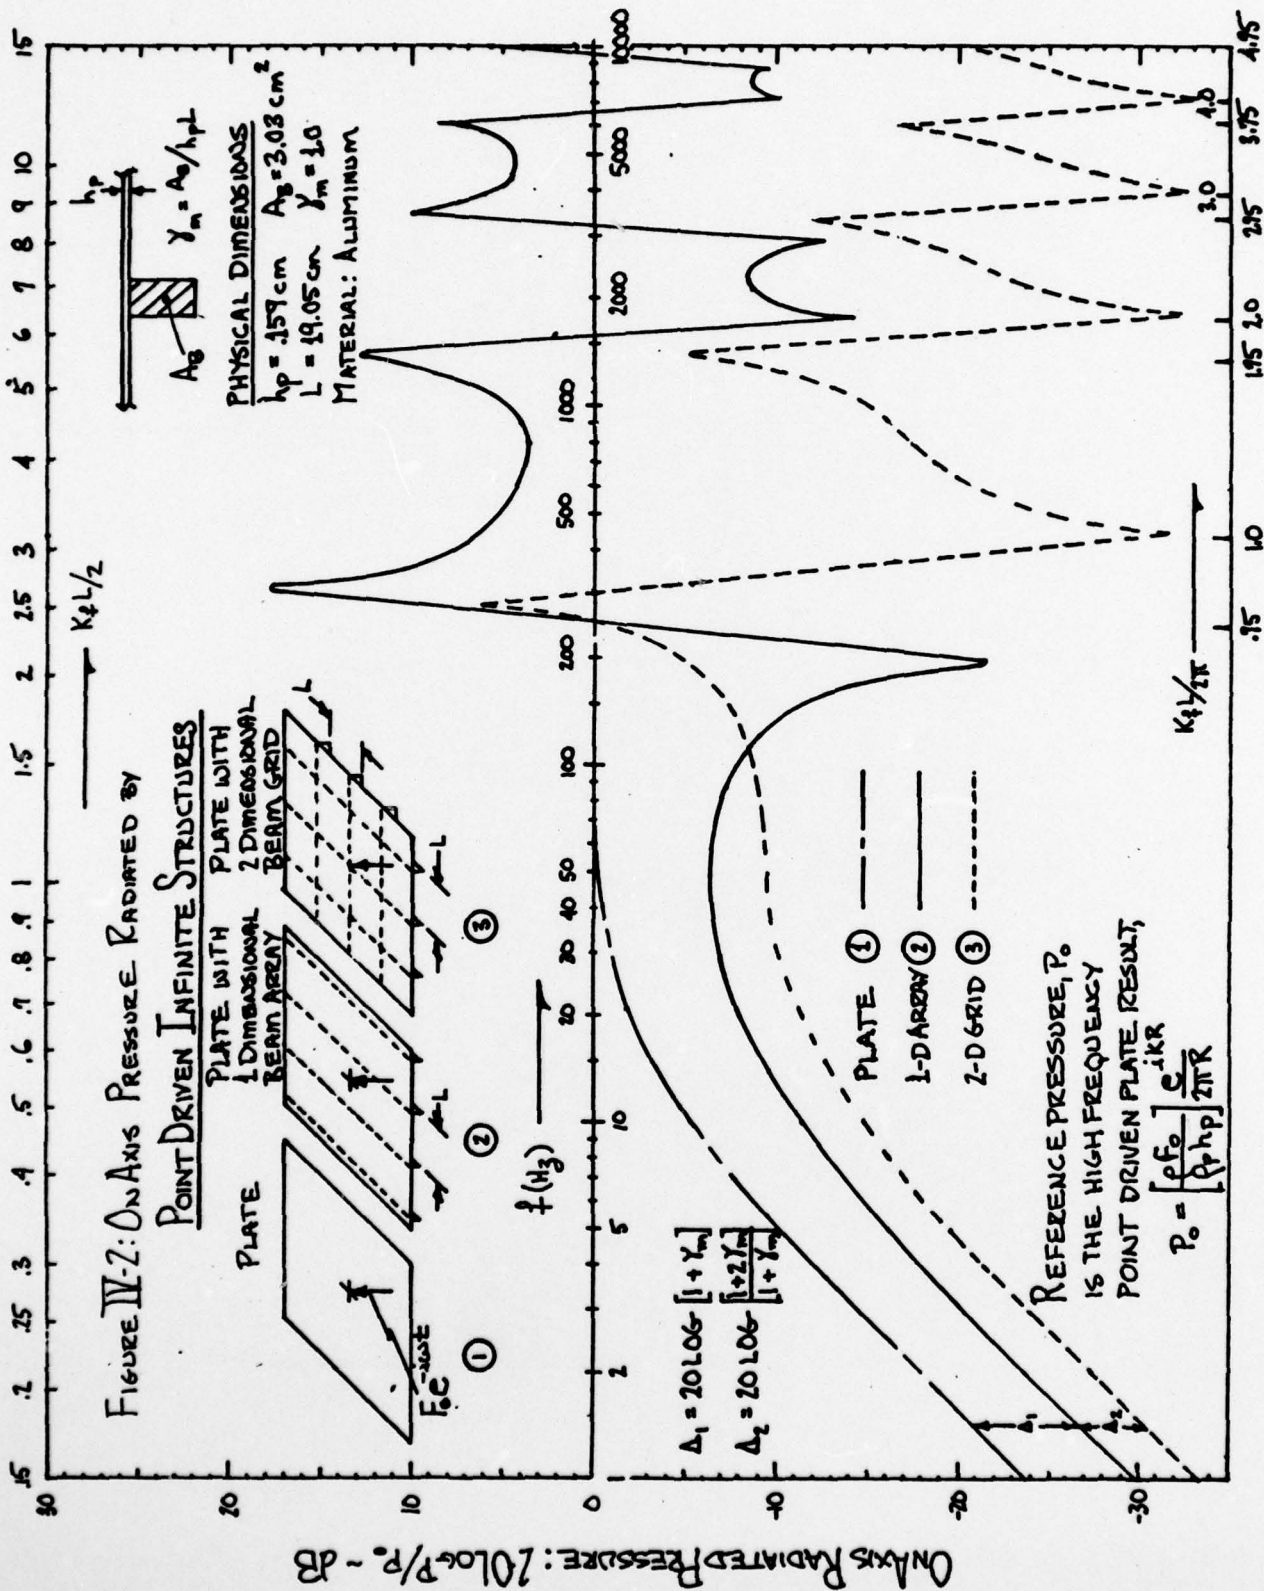 FIGURE IV-2: ON AXIS PRESSURE RADIATED BY
POINT DRIVEN INFINITE STRUCTURES
KfL/2
.15 .2 .25 .3 .4 .5 .6 .7 .8 .9 1 1.5 2 2.5 3 4 5 6 7 8 9 10 15
PLATE
PLATE WITH
1 DIMENSIONAL
BEAM ARRAY
PLATE WITH
2 DIMENSIONAL
BEAM GRID
F₀e^-iωt
L
L
L
① ② ③
hp
AB
γm = AB/hpL
PHYSICAL DIMENSIONS
hp = .159 cm AB = 3.03 cm²
L = 19.05 cm γm = 1.0
MATERIAL: ALUMINUM
ON AXIS RADIATED PRESSURE: 20 LOG P/P₀ ~ dB
30
20
10
0
-10
-20
-30
f (Hz)
2 5 10 20 30 40 50 100 200 500 1000 2000 5000 10000
Δ₁ = 20 LOG [1 + γm]
Δ₂ = 20 LOG [1+2γm]/[1+γm]
Δ₁
Δ₂
PLATE ①
1-D ARRAY ②
2-D GRID ③
REFERENCE PRESSURE, P₀
IS THE HIGH FREQUENCY
POINT DRIVEN PLATE RESULT,
P₀ = [ρF₀/ρphp] e^ikR/2πR
KfL/2π
.75 1.0 1.75 2.0 2.75 3.0 3.75 4.0 4.75